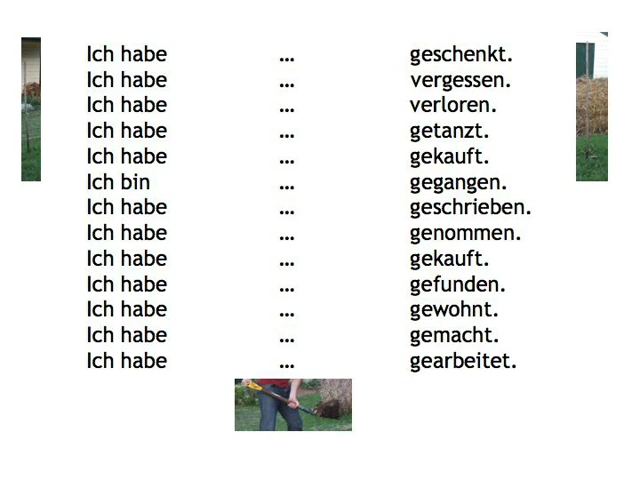 Ich habe … geschenkt.
Ich habe … vergessen.
Ich habe … verloren.
Ich habe … getanzt.
Ich habe … gekauft.
Ich bin … gegangen.
Ich habe … geschrieben.
Ich habe … genommen.
Ich habe … gekauft.
Ich habe … gefunden.
Ich habe … gewohnt.
Ich habe … gemacht.
Ich habe … gearbeitet.